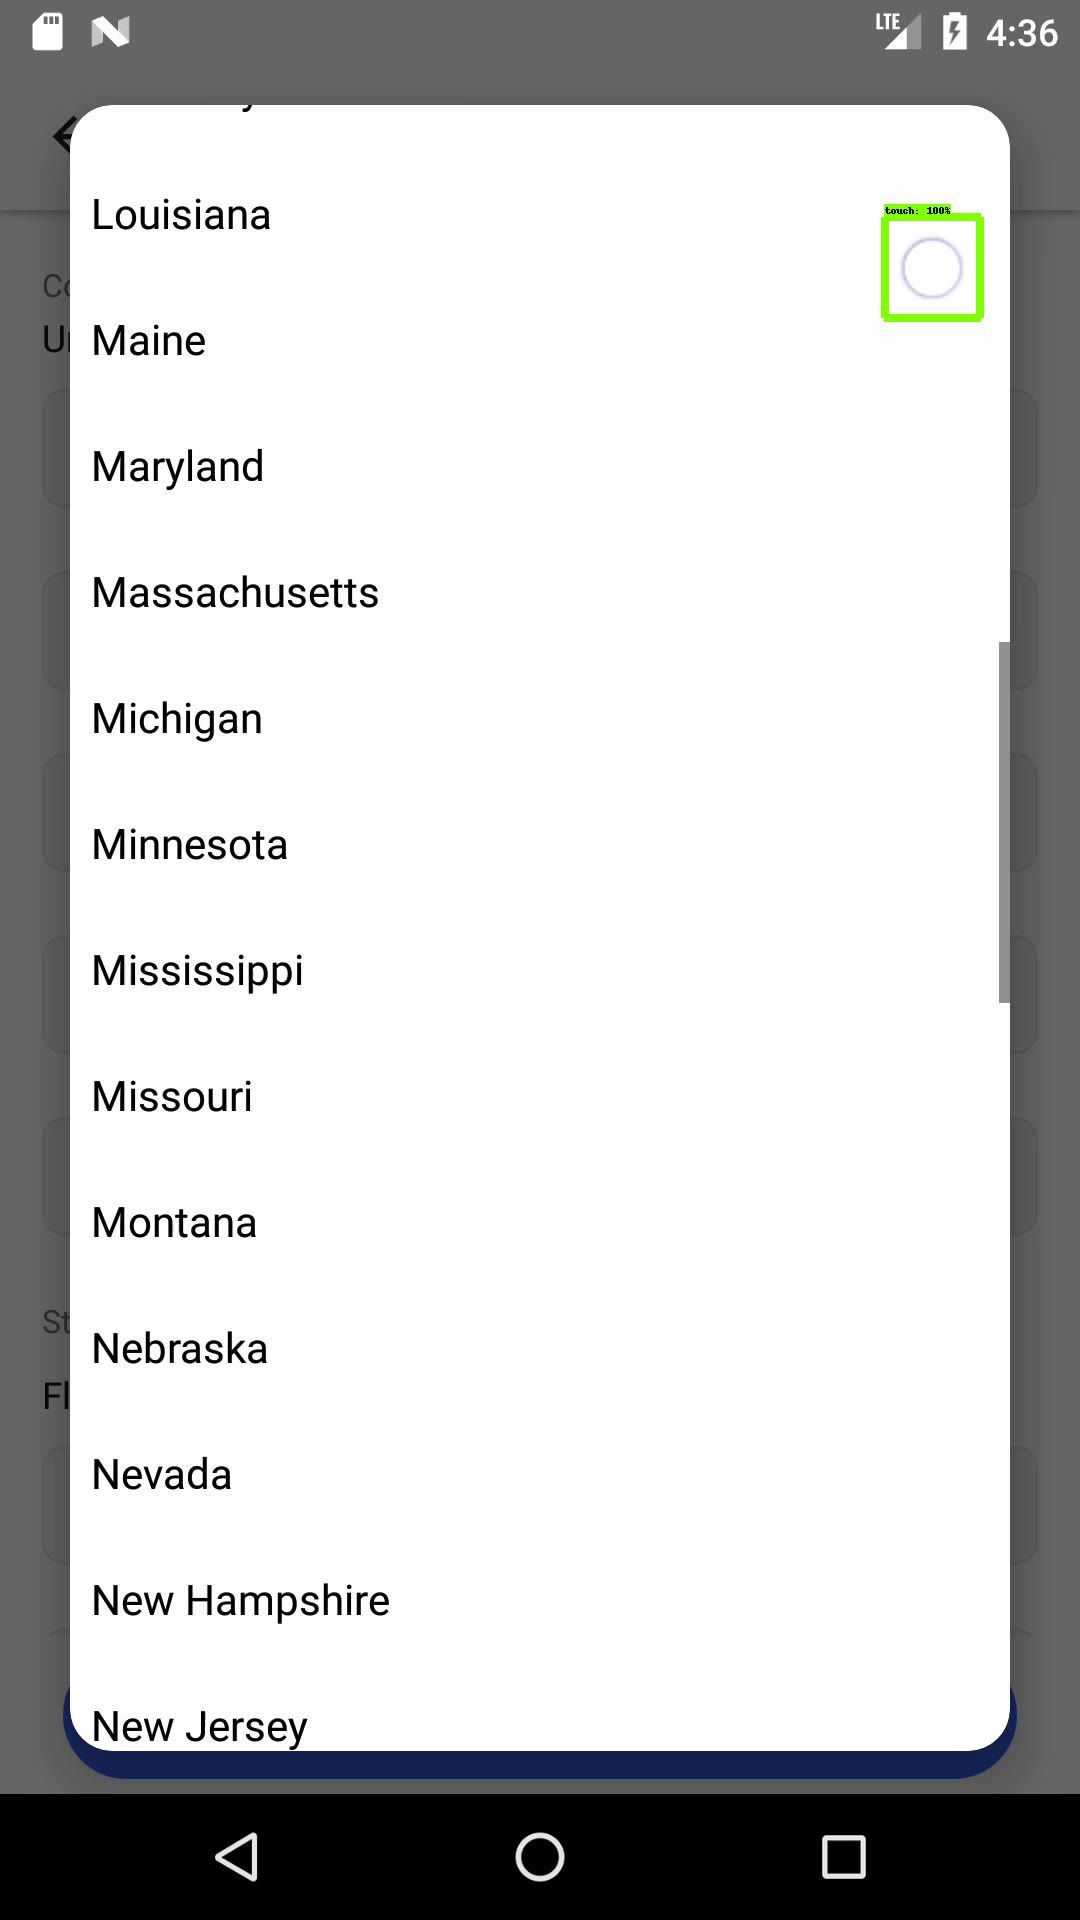 LTE 4:36
Louisiana
touch: 100%
Maine
Maryland
Massachusetts
Michigan
Minnesota
Mississippi
Missouri
Montana
Nebraska
Nevada
New Hampshire
New Jersey